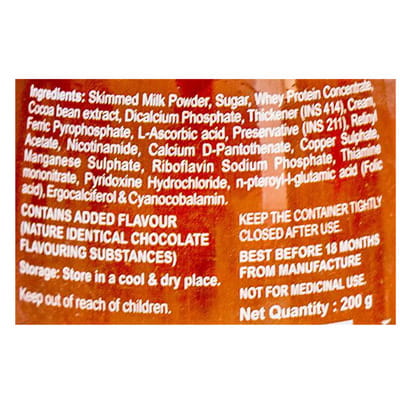 Ingredients: Skimmed Milk Powder, Sugar, Whey Protein Concentrate,
Cocoa bean extract, Dicalcium Phosphate, Thickener (INS 414), Cream,
Ferric Pyrophosphate, L-Ascorbic acid, Preservative (INS 211), Retinyl
Acetate, Nicotinamide, Calcium D-Pantothenate, Copper Sulphate,
Manganese Sulphate, Riboflavin Sodium Phosphate, Thiamine
mononitrate, Pyridoxine Hydrochloride, n-pteroyl-l-glutamic acid (Folic
acid), Ergocalciferol & Cyanocobalamin.
CONTAINS ADDED FLAVOUR
(NATURE IDENTICAL CHOCOLATE
FLAVOURING SUBSTANCES)
Storage: Store in a cool & dry place.
Keep out of reach of children.
KEEP THE CONTAINER TIGHTLY
CLOSED AFTER USE.
BEST BEFORE 18 MONTHS
FROM MANUFACTURE
NOT FOR MEDICINAL USE.
Net Quantity : 200 g